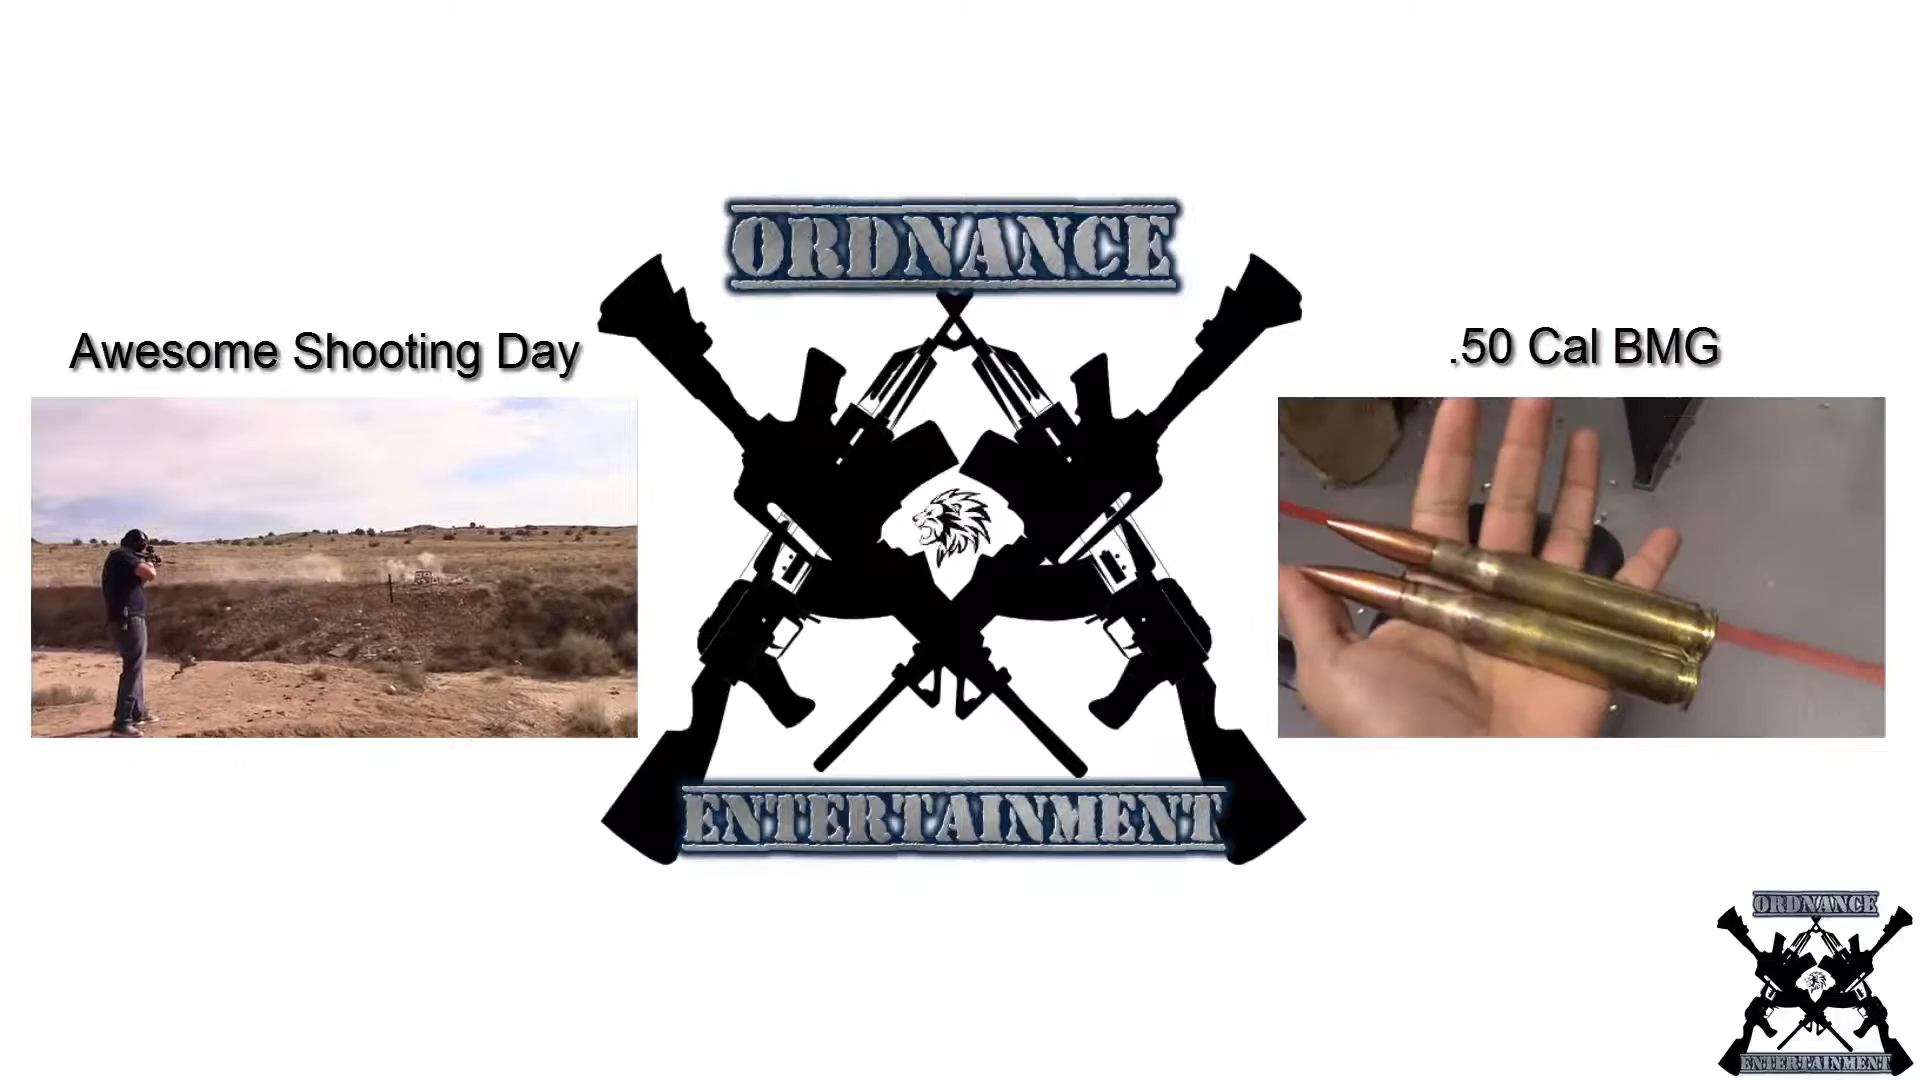 ORDNANCE
Awesome Shooting Day
.50 Cal BMG
ENTERTAINMENT
ORDNANCE
ENTERTAINMENT